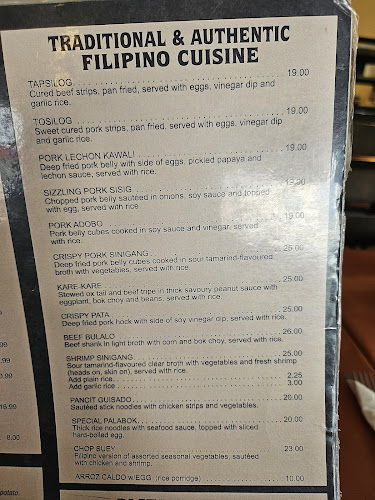 TRADITIONAL & AUTHENTIC
FILIPINO CUISINE
TAPSILOG 19.00
Cured beef strips, pan fried, served with eggs, vinegar dip and
garlic rice.
TOSILOG 19.00
Sweet cured pork strips, pan fried, served with eggs, vinegar dip
and garlic rice.
PORK LECHON KAWALI 19.00
Deep fried pork belly with side of eggs, pickled papaya and
lechon sauce, served with rice.
SIZZLING PORK SISIG 19.00
Chopped pork belly sautéed in onions, soy sauce and topped
with egg, served with rice.
PORK ADOBO 19.00
Pork belly cubes cooked in soy sauce and vinegar, served
with rice.
CRISPY PORK SINIGANG 25.00
Deep fried pork belly cubes cooked in sour tamarind-flavoured
broth with vegetables, served with rice.
KARE-KARE 25.00
Stewed ox tail and beef tripe in thick savoury peanut sauce with
eggplant, bok choy and beans, served with rice.
CRISPY PATA 25.00
Deep fried pork hock with side of soy vinegar dip, served with rice.
BEEF BULALO 26.00
Beef shank in light broth with corn and bok choy, served with rice.
SHRIMP SINIGANG 25.00
Sour tamarind-flavoured clear broth with vegetables and fresh shrimp
(heads on, skin on), served with rice.
Add plain rice 2.25
Add garlic rice 3.00
PANCIT GUISADO 20.00
Sautéed stick noodles with chicken strips and vegetables.
SPECIAL PALABOK 20.00
Thick rice noodles with seafood sauce, topped with sliced
hard-boiled egg.
CHOP SUEY 23.00
Filipino version of assorted seasonal vegetables, sautéed
with chicken and shrimp.
ARROZ CALDO w/EGG (rice porridge) 10.00
8.00
potato.